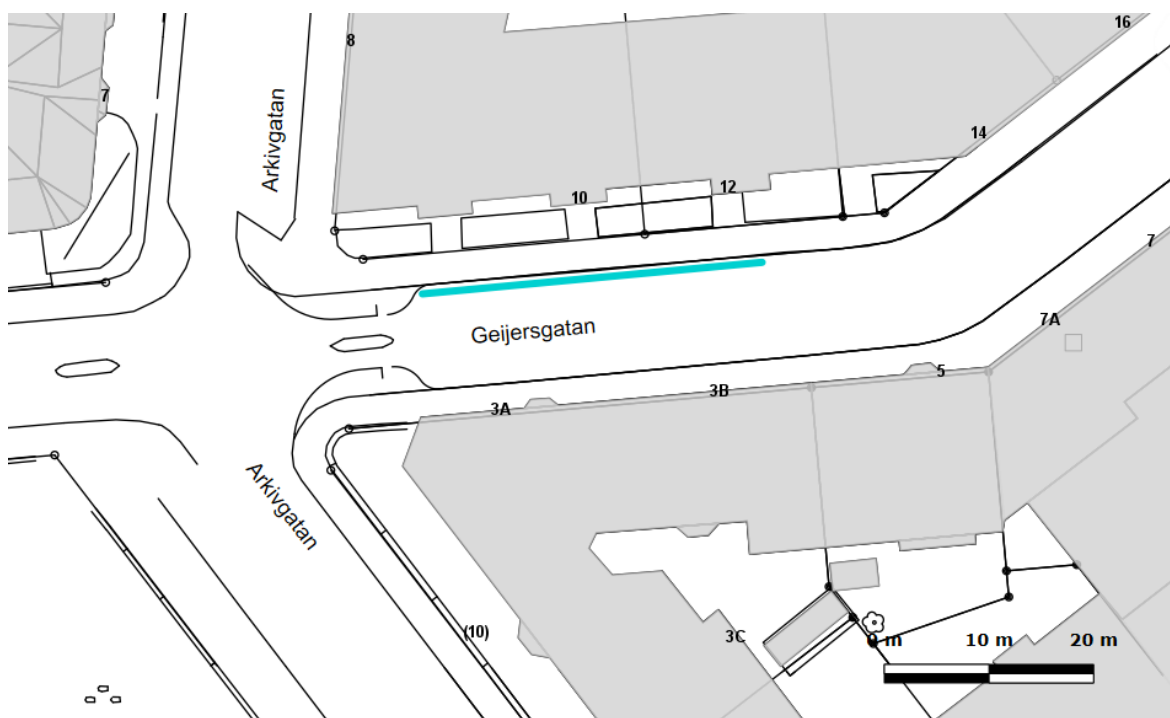 16
8
7
Arkivgatan
14
10
12
7
7A
Geijersgatan
5
3B
3A
Arkivgatan
(10)
3C
0 m 10 m 20 m